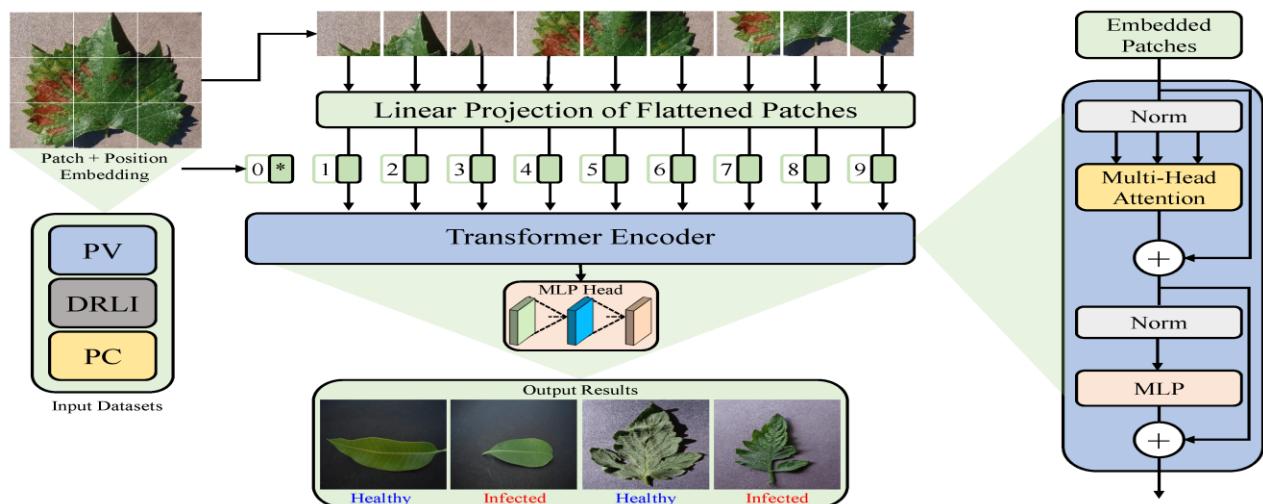 Linear Projection of Flattened Patches
Patch + Position
Embedding
0 *
1
2
3
4
5
6
7
8
9
Transformer Encoder
MLP Head
PV
DRLI
PC
Input Datasets
Output Results
Healthy
Infected
Healthy
Infected
Embedded
Patches
Norm
Multi-Head
Attention
+
Norm
MLP
+